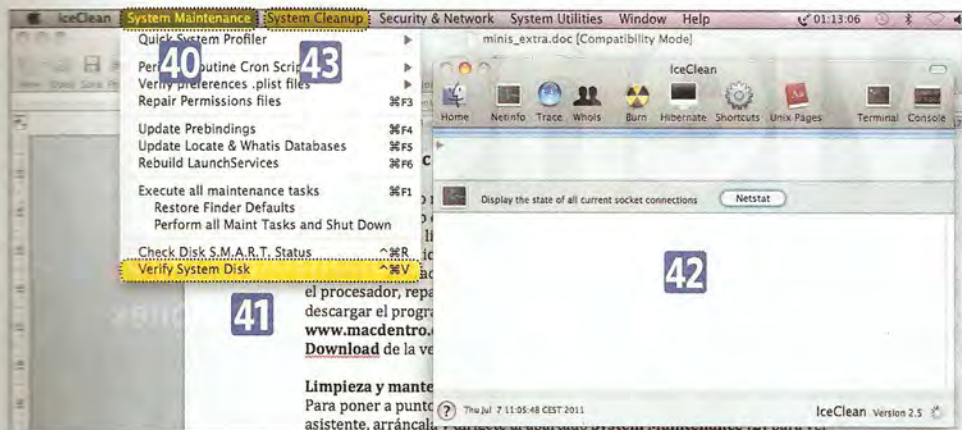 IceClean System Maintenance System Cleanup Security & Network System Utilities Window Help 01:13:06
minis_extra.doc [Compatibility Mode]
Quick System Profiler
40
43
Verify preferences .plist files
Repair Permissions files ⌘F3
Update Prebindings ⌘F4
Update Locate & Whatis Databases ⌘F5
Rebuild LaunchServices ⌘F6
Execute all maintenance tasks ⌘F1
Restore Finder Defaults
Perform all Maint Tasks and Shut Down
Check Disk S.M.A.R.T. Status ^⌘R
Verify System Disk ^⌘V
41
el procesador, repa
descargar el progra
www.macdentro.
Download de la ve
Limpieza y mante
Para poner a punto
IceClean
Home Netinfo Trace Whois Burn Hibernate Shortcuts Unix Pages Terminal Console
Display the state of all current socket connections Netstat
42
? Thu Jul 7 11:05:48 CEST 2011 IceClean Version 2.5